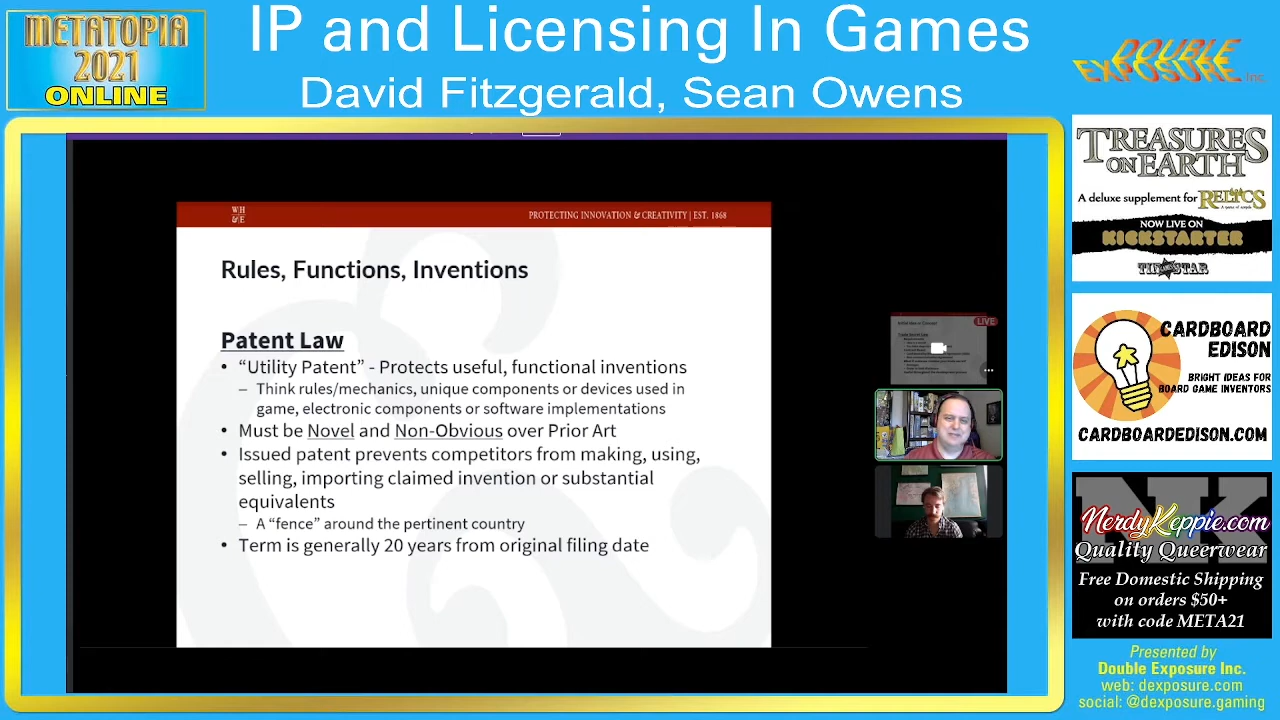 METATOPIA
2021
ONLINE
IP and Licensing In Games
David Fitzgerald, Sean Owens
DOUBLE
EXPOSURE Inc.
WH
&E
PROTECTING INNOVATION & CREATIVITY | EST. 1868
Rules, Functions, Inventions
Patent Law
• “Utility Patent” - Protects useful, functional inventions
– Think rules/mechanics, unique components or devices used in
game, electronic components or software implementations
• Must be Novel and Non-Obvious over Prior Art
• Issued patent prevents competitors from making, using,
selling, importing claimed invention or substantial
equivalents
– A “fence” around the pertinent country
• Term is generally 20 years from original filing date
LIVE
TREASURES
ON EARTH
A deluxe supplement for RELICS
NOW LIVE ON
KICKSTARTER
TIN STAR
CARDBOARD
EDISON
BRIGHT IDEAS FOR
BOARD GAME INVENTORS
CARDBOARDEDISON.COM
NK
NerdyKeppie.com
Quality Queerwear
Free Domestic Shipping
on orders $50+
with code META21
Presented by
Double Exposure Inc.
web: dexposure.com
social: @dexposure.gaming